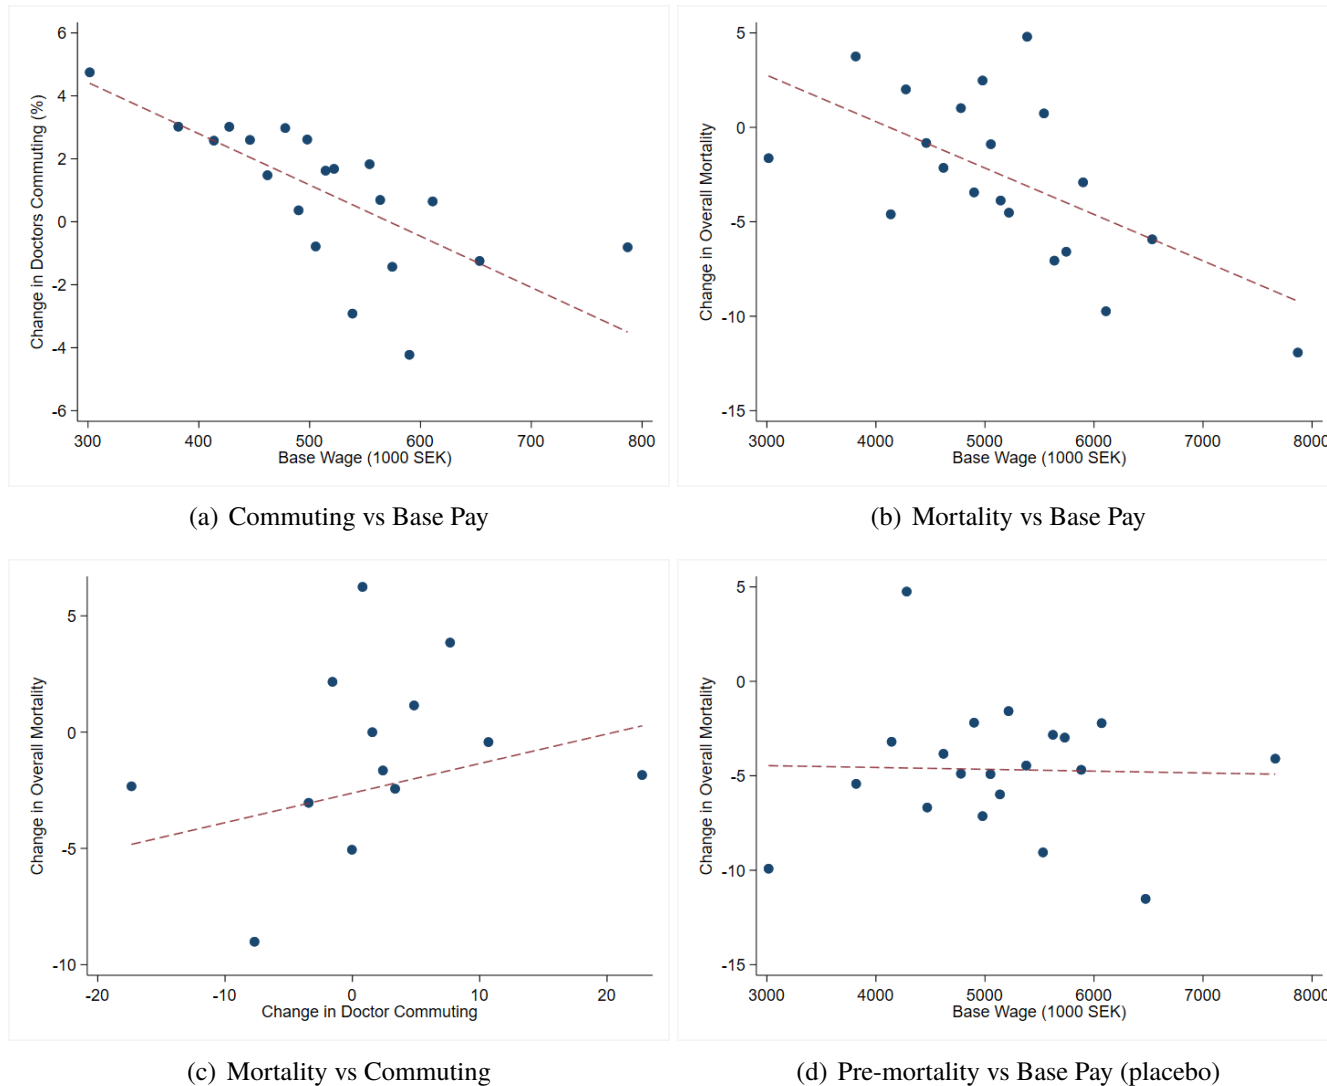 6
4
2
0
-2
-4
-6
Change in Doctors Commuting (%)
300 400 500 600 700 800
Base Wage (1000 SEK)
(a) Commuting vs Base Pay
5
0
-5
-10
-15
Change in Overall Mortality
3000 4000 5000 6000 7000 8000
Base Wage (1000 SEK)
(b) Mortality vs Base Pay
5
0
-5
-10
Change in Overall Mortality
-20 -10 0 10 20
Change in Doctor Commuting
(c) Mortality vs Commuting
5
0
-5
-10
-15
Change in Overall Mortality
3000 4000 5000 6000 7000 8000
Base Wage (1000 SEK)
(d) Pre-mortality vs Base Pay (placebo)